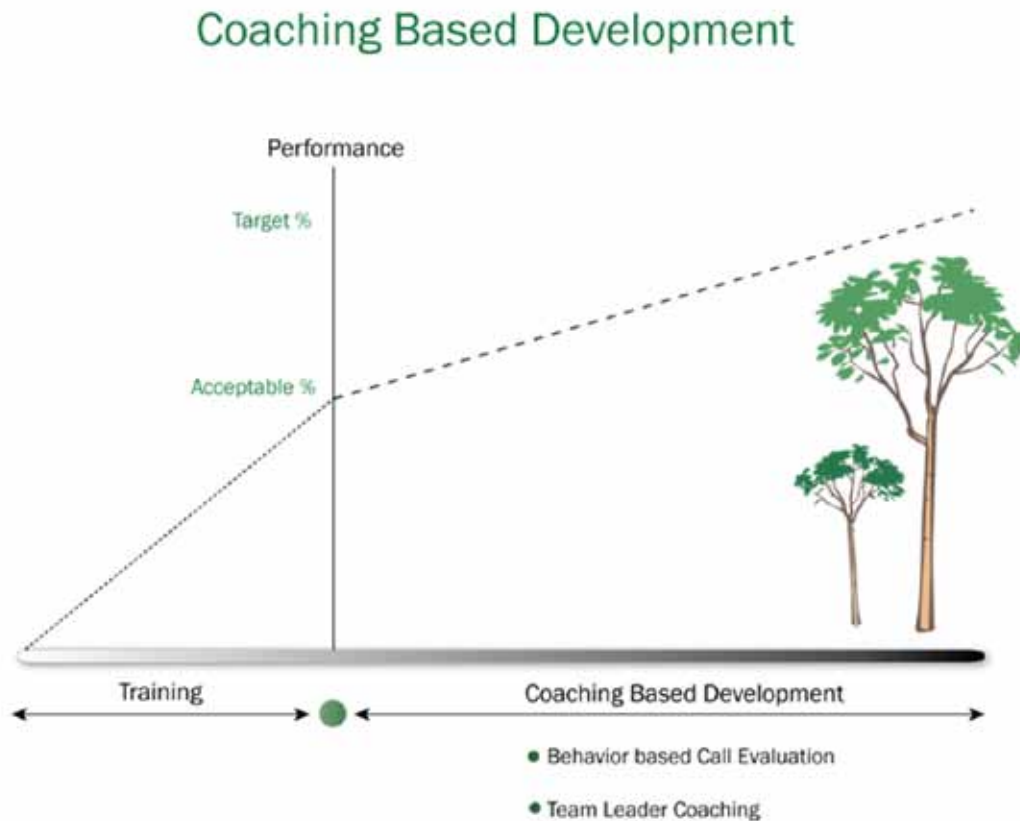 Coaching Based Development
Performance
Target %
Acceptable %
Training
Coaching Based Development
Behavior based Call Evaluation
Team Leader Coaching